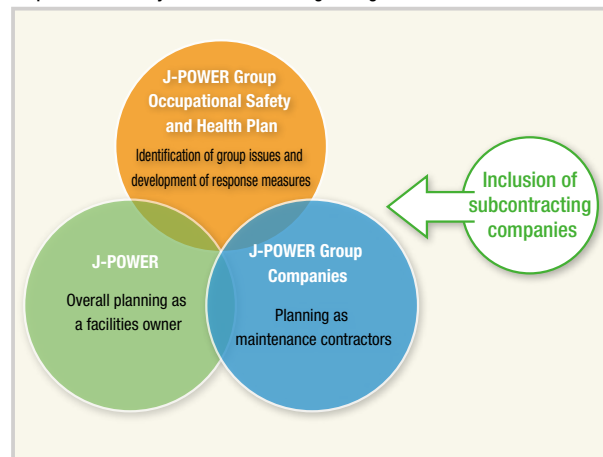 J-POWER Group
Occupational Safety
and Health Plan
Identification of group issues and
development of response measures
Inclusion of
subcontracting
companies
J-POWER
Overall planning as
a facilities owner
J-POWER Group
Companies
Planning as
maintenance contractors